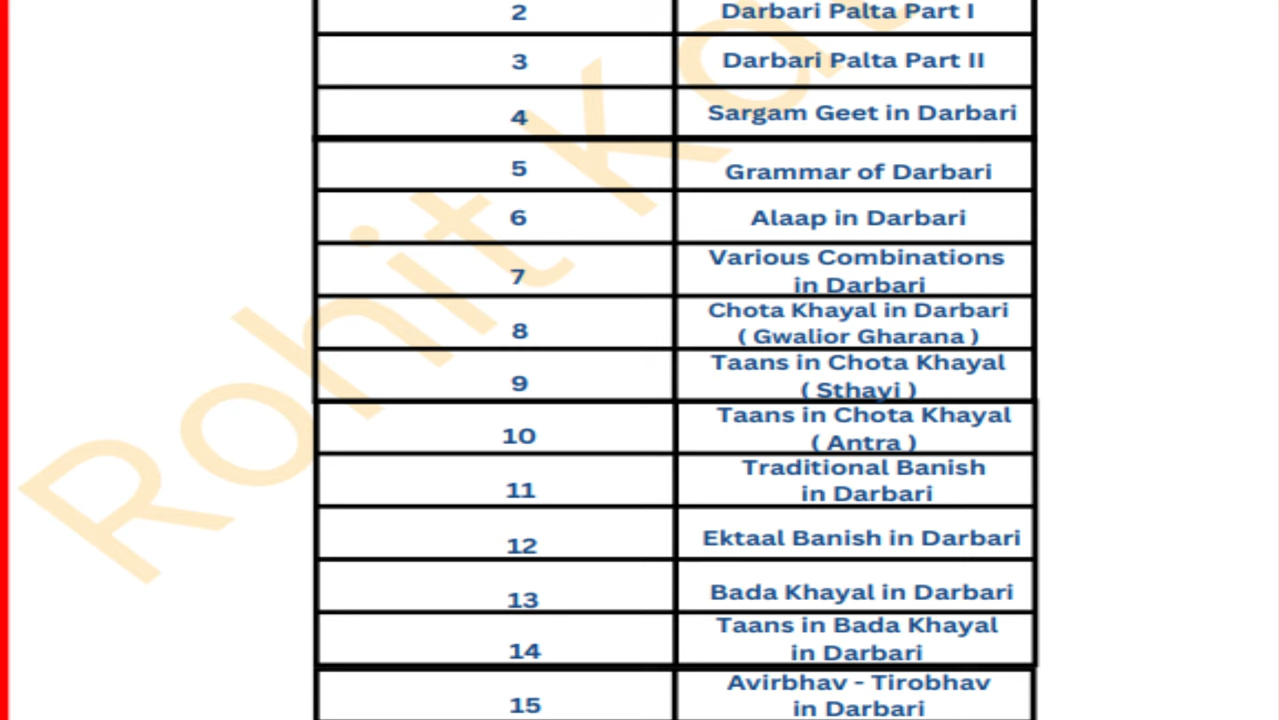 2 Darbari Palta Part I
3 Darbari Palta Part II
4 Sargam Geet in Darbari
5 Grammar of Darbari
6 Alaap in Darbari
7 Various Combinations
in Darbari
8 Chota Khayal in Darbari
( Gwalior Gharana )
9 Taans in Chota Khayal
( Sthayi )
10 Taans in Chota Khayal
( Antra )
11 Traditional Banish
in Darbari
12 Ektaal Banish in Darbari
13 Bada Khayal in Darbari
14 Taans in Bada Khayal
in Darbari
15 Avirbhav - Tirobhav
in Darbari
Rohit